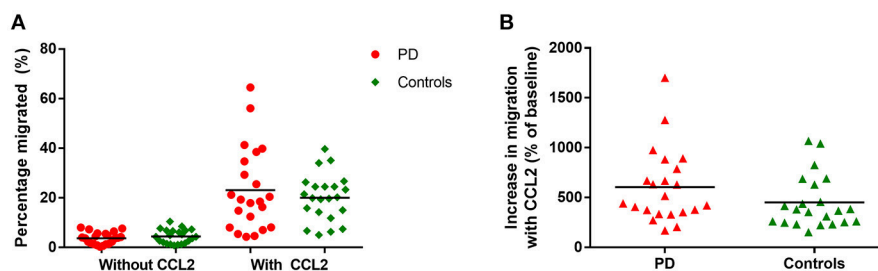 A
Percentage migrated (%)
80
60
40
20
0
Without CCL2
With CCL2
PD
Controls
B
Increase in migration
with CCL2 (% of baseline)
2000
1500
1000
500
0
PD
Controls